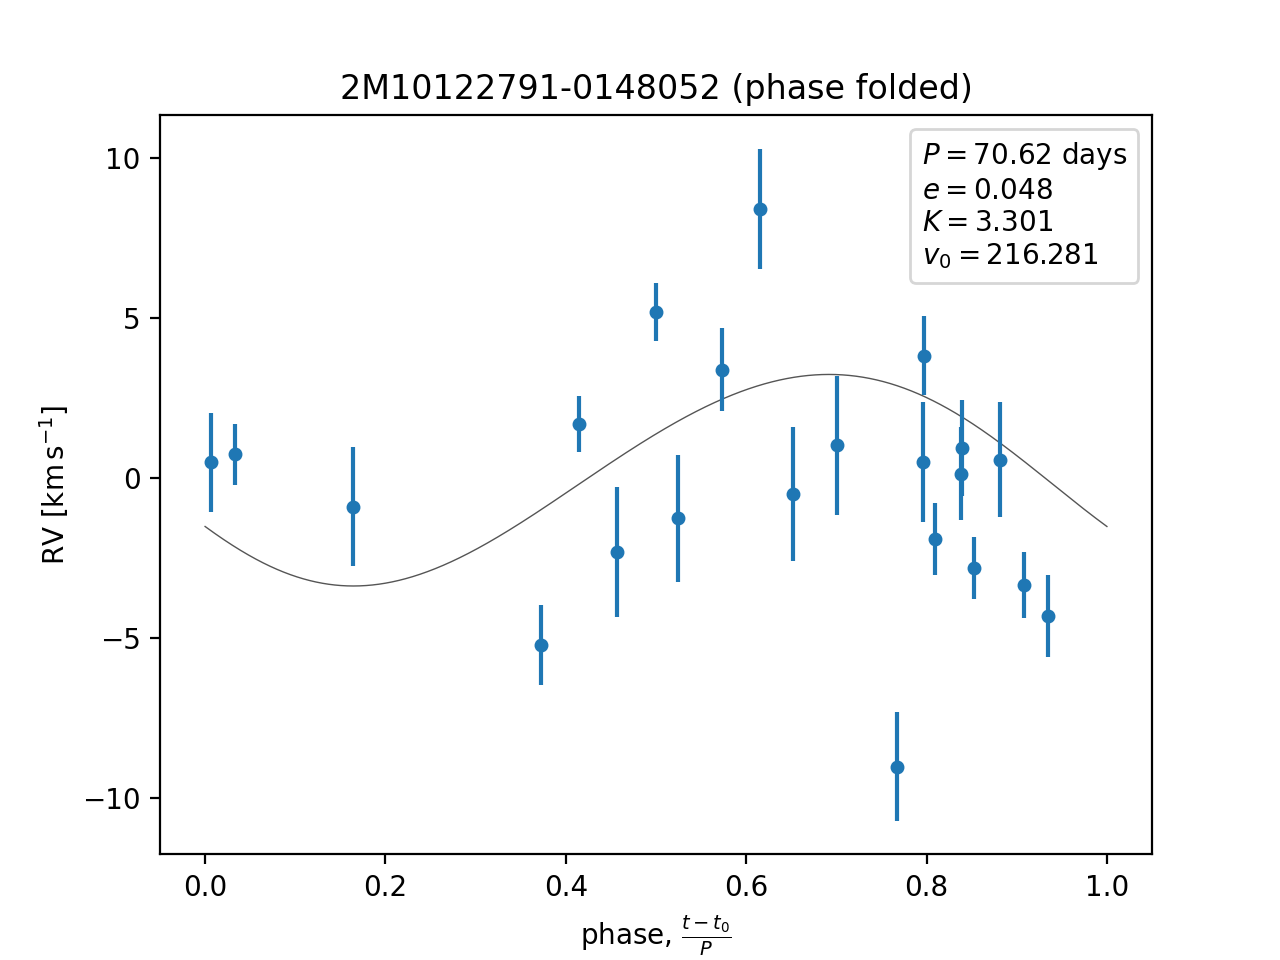 2M10122791-0148052 (phase folded)
P = 70.62 days
e = 0.048
K = 3.301
v₀ = 216.281
10
5
0
−5
−10
RV [km s⁻¹]
0.0 0.2 0.4 0.6 0.8 1.0
phase, (t − t₀)/P